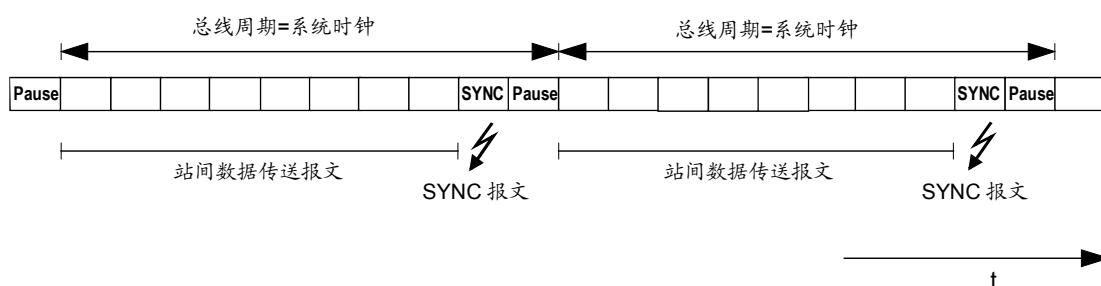 总线周期=系统时钟 总线周期=系统时钟
Pause SYNC Pause SYNC Pause
站间数据传送报文 站间数据传送报文
SYNC 报文 SYNC 报文
t